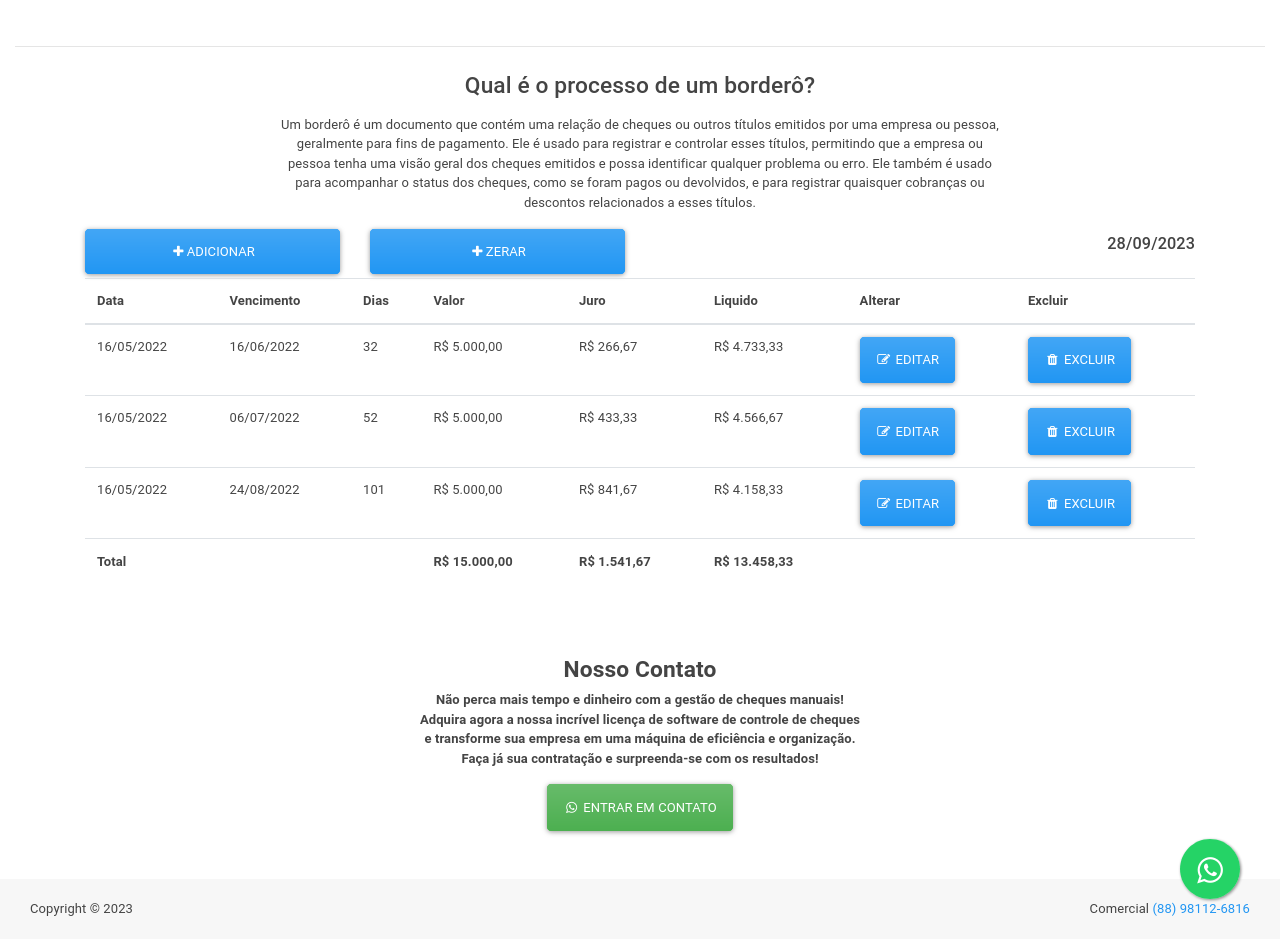 Qual é o processo de um borderô?
Um borderô é um documento que contém uma relação de cheques ou outros títulos emitidos por uma empresa ou pessoa,
geralmente para fins de pagamento. Ele é usado para registrar e controlar esses títulos, permitindo que a empresa ou
pessoa tenha uma visão geral dos cheques emitidos e possa identificar qualquer problema ou erro. Ele também é usado
para acompanhar o status dos cheques, como se foram pagos ou devolvidos, e para registrar quaisquer cobranças ou
descontos relacionados a esses títulos.
ADICIONAR ZERAR 28/09/2023
Data Vencimento Dias Valor Juro Liquido Alterar Excluir
16/05/2022 16/06/2022 32 R$ 5.000,00 R$ 266,67 R$ 4.733,33 EDITAR EXCLUIR
16/05/2022 06/07/2022 52 R$ 5.000,00 R$ 433,33 R$ 4.566,67 EDITAR EXCLUIR
16/05/2022 24/08/2022 101 R$ 5.000,00 R$ 841,67 R$ 4.158,33 EDITAR EXCLUIR
Total R$ 15.000,00 R$ 1.541,67 R$ 13.458,33
Nosso Contato
Não perca mais tempo e dinheiro com a gestão de cheques manuais!
Adquira agora a nossa incrível licença de software de controle de cheques
e transforme sua empresa em uma máquina de eficiência e organização.
Faça já sua contratação e surpreenda-se com os resultados!
ENTRAR EM CONTATO
Copyright © 2023 Comercial (88) 98112-6816